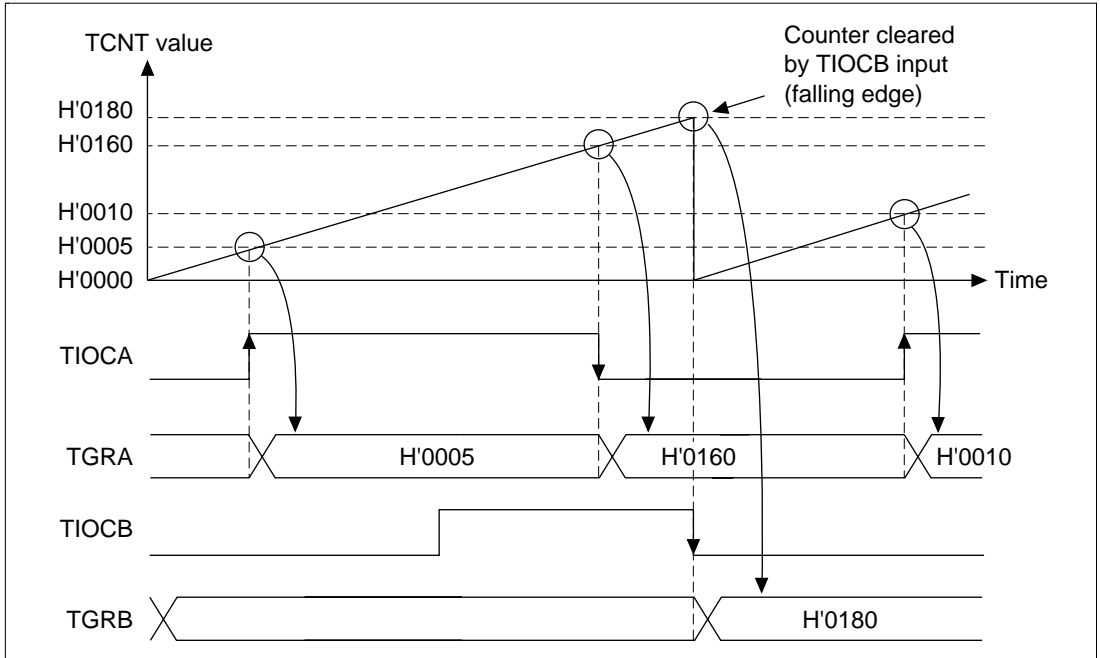 TCNT value
Counter cleared
by TIOCB input
(falling edge)
H'0180
H'0160
H'0010
H'0005
H'0000
Time
TIOCA
TGRA
H'0005
H'0160
H'0010
TIOCB
TGRB
H'0180